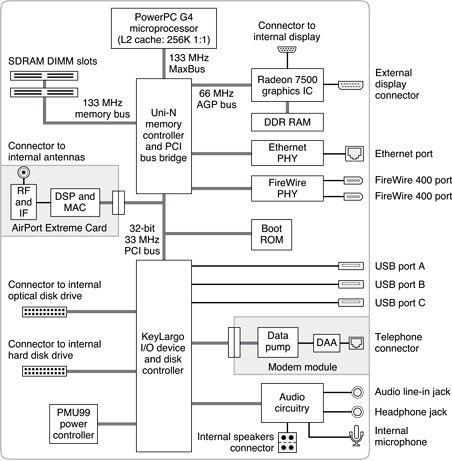 PowerPC G4
microprocessor
(L2 cache: 256K 1:1)
Connector to
internal display
SDRAM DIMM slots
133 MHz
MaxBus
66 MHz
AGP bus
Radeon 7500
graphics IC
External
display
connector
133 MHz
memory bus
Uni-N
memory
controller
and PCI
bus bridge
DDR RAM
Connector to
internal antennas
Ethernet
PHY
Ethernet port
RF
and
IF
DSP and
MAC
FireWire
PHY
FireWire 400 port
FireWire 400 port
AirPort Extreme Card
32-bit
33 MHz
PCI bus
Boot
ROM
USB port A
USB port B
USB port C
Connector to internal
optical disk drive
KeyLargo
I/O device
and disk
controller
Connector to internal
hard disk drive
Data
pump
DAA
Telephone
connector
Modem module
PMU99
power
controller
Audio
circuitry
Audio line-in jack
Headphone jack
Internal
microphone
Internal speakers
connector